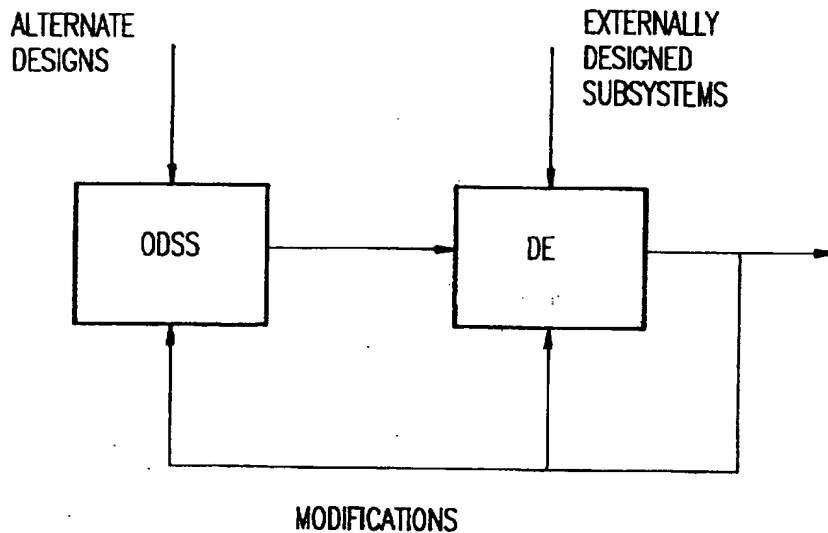 ALTERNATE
DESIGNS
EXTERNALLY
DESIGNED
SUBSYSTEMS
ODSS
DE
MODIFICATIONS